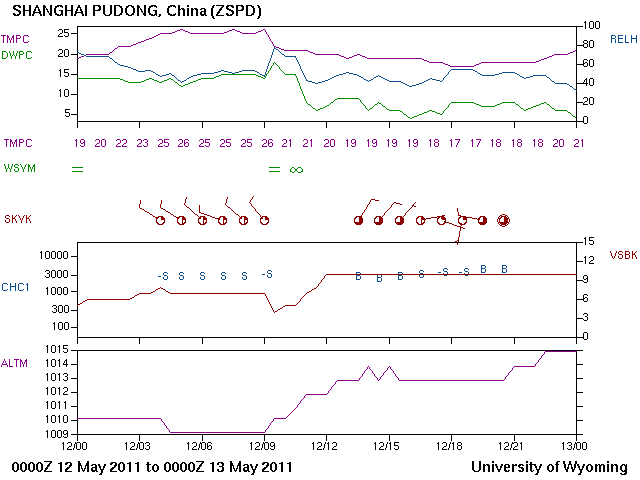 SHANGHAI PUDONG, China (ZSPD)
TMPC
DWPC
25
20
15
10
5
100
80
60
40
20
0
RELH
TMPC 19 20 22 23 25 25 25 25 25 26 21 21 20 20 19 19 19 18 17 17 18 18 18 20 21
WSYM
SKYK
CHC1
10000
3000
1000
300
100
-S S S S S -S B B B S -S -S B B
15
12
9
6
3
0
VSBK
ALTM
1015
1014
1013
1012
1011
1010
1009
12/00 12/03 12/06 12/09 12/12 12/15 12/18 12/21 13/00
0000Z 12 May 2011 to 0000Z 13 May 2011 University of Wyoming